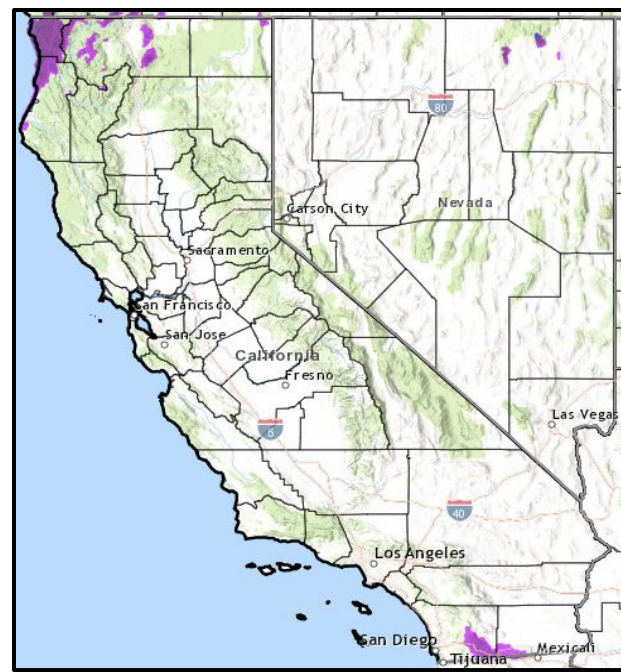 80
Nevada
Carson City
Sacramento
San Francisco
San Jose
California
Fresno
Las Vegas
5
40
Los Angeles
San Diego
Tijuana
Mexicali